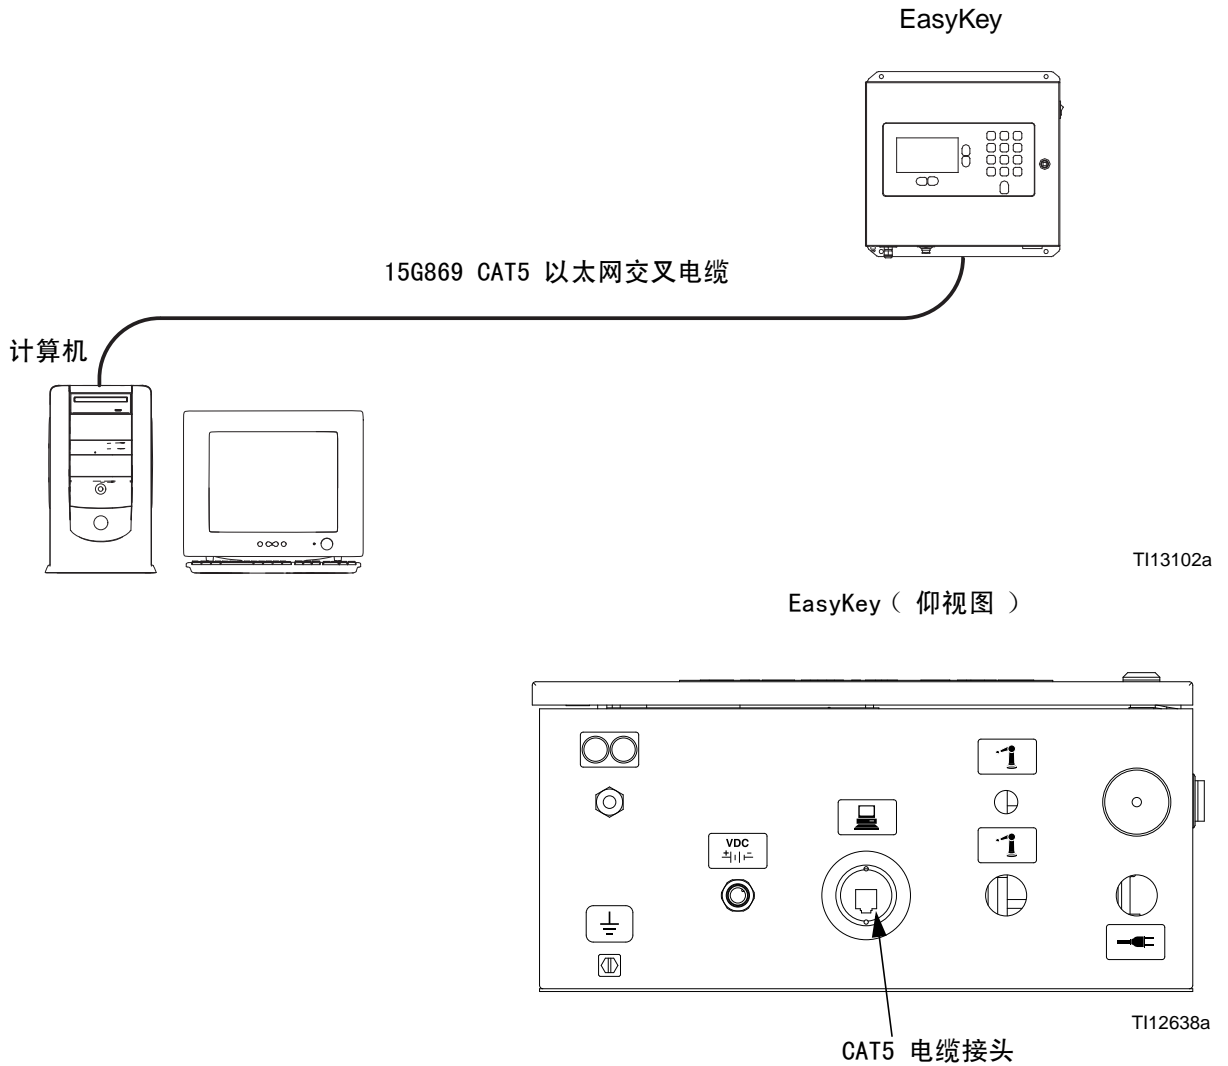 EasyKey
15G869 CAT5 以太网交叉电缆
计算机
TI13102a
EasyKey（ 仰视图 ）
VDC
+ -
TI12638a
CAT5 电缆接头